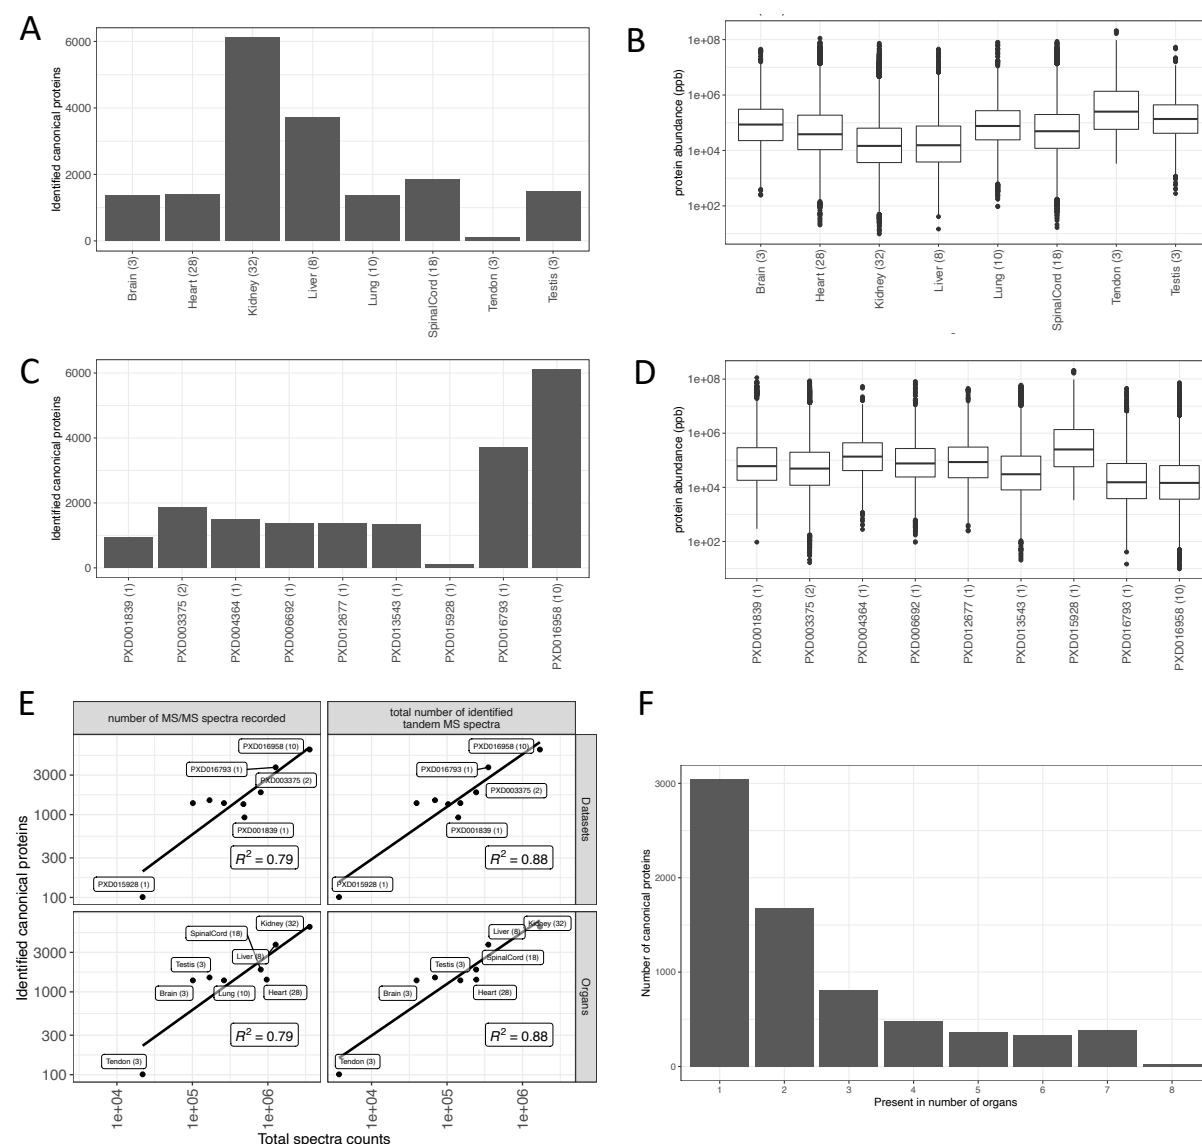 A
Identified canonical proteins
6000
4000
2000
0
Brain (3)
Heart (28)
Kidney (32)
Liver (8)
Lung (10)
SpinalCord (18)
Tendon (3)
Testis (3)
B
protein abundance (ppb)
1e+08
1e+06
1e+04
1e+02
Brain (3)
Heart (28)
Kidney (32)
Liver (8)
Lung (10)
SpinalCord (18)
Tendon (3)
Testis (3)
C
Identified canonical proteins
6000
4000
2000
0
PXD001839 (1)
PXD003375 (2)
PXD004364 (1)
PXD006692 (1)
PXD012677 (1)
PXD013543 (1)
PXD015928 (1)
PXD016793 (1)
PXD016958 (10)
D
protein abundance (ppb)
1e+08
1e+06
1e+04
1e+02
PXD001839 (1)
PXD003375 (2)
PXD004364 (1)
PXD006692 (1)
PXD012677 (1)
PXD013543 (1)
PXD015928 (1)
PXD016793 (1)
PXD016958 (10)
E
number of MS/MS spectra recorded
total number of identified
tandem MS spectra
Identified canonical proteins
3000
1000
300
100
PXD016958 (10)
PXD016793 (1)
PXD003375 (2)
PXD001839 (1)
R² = 0.79
PXD015928 (1)
PXD016958 (10)
PXD016793 (1)
PXD003375 (2)
PXD001839 (1)
R² = 0.88
PXD015928 (1)
Datasets
3000
1000
300
100
Kidney (32)
SpinalCord (18)
Liver (8)
Testis (3)
Brain (3)
Lung (10)
Heart (28)
R² = 0.79
Tendon (3)
Kidney (32)
Liver (8)
SpinalCord (18)
Testis (3)
Brain (3)
Heart (28)
R² = 0.88
Tendon (3)
Organs
1e+04
1e+05
1e+06
1e+04
1e+05
1e+06
Total spectra counts
F
Number of canonical proteins
3000
2000
1000
0
1
2
3
4
5
6
7
8
Present in number of organs